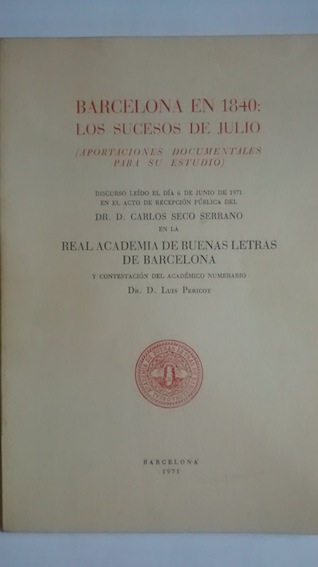 BARCELONA EN 1840:
LOS SUCESOS DE JULIO
(APORTACIONES DOCUMENTALES
PARA SU ESTUDIO)
DISCURSO LEÍDO EL DÍA 6 DE JUNIO DE 1971
EN EL ACTO DE RECEPCIÓN PÚBLICA DEL
DR. D. CARLOS SECO SERRANO
EN LA
REAL ACADEMIA DE BUENAS LETRAS
DE BARCELONA
Y CONTESTACIÓN DEL ACADÉMICO NUMERARIO
DR. D. LUIS PERICOT
BARCELONA
1971